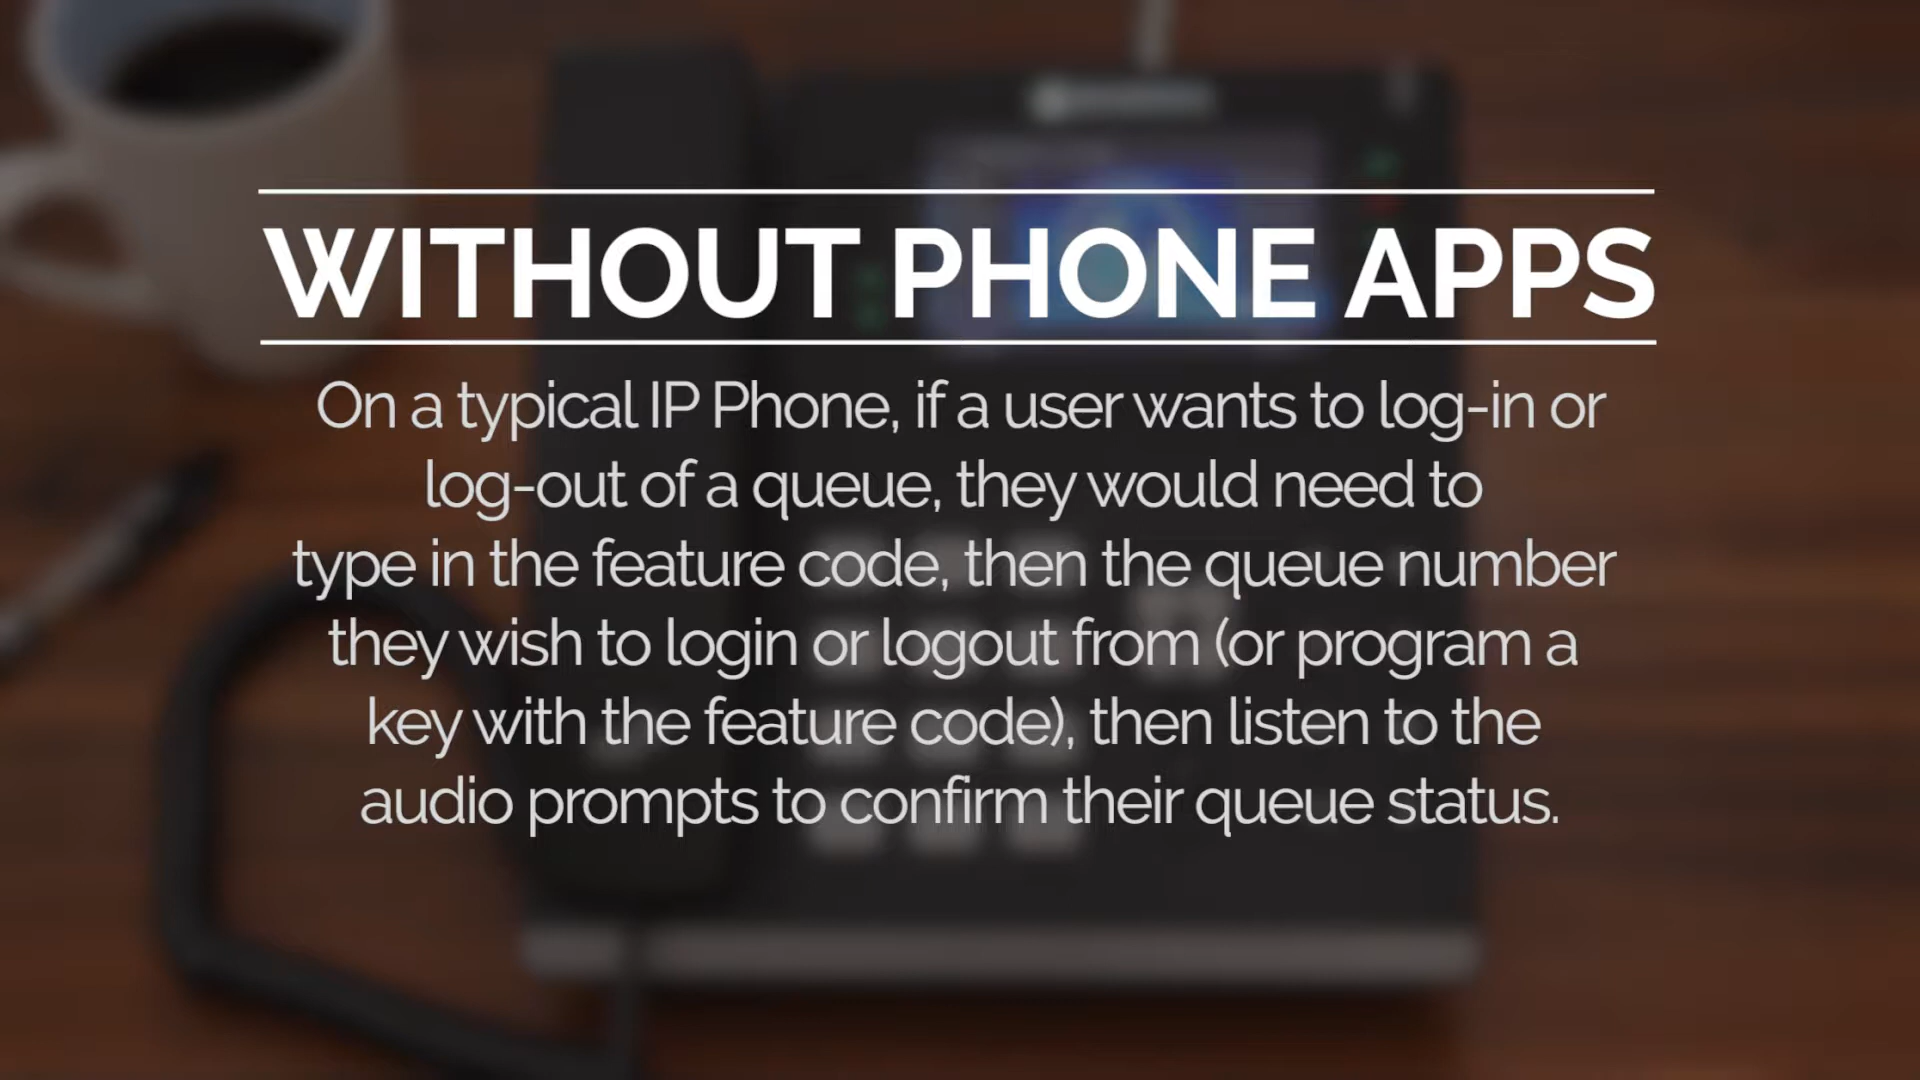 WITHOUT PHONE APPS
On a typical IP Phone, if a user wants to log-in or
log-out of a queue, they would need to
type in the feature code, then the queue number
they wish to login or logout from (or program a
key with the feature code), then listen to the
audio prompts to confirm their queue status.